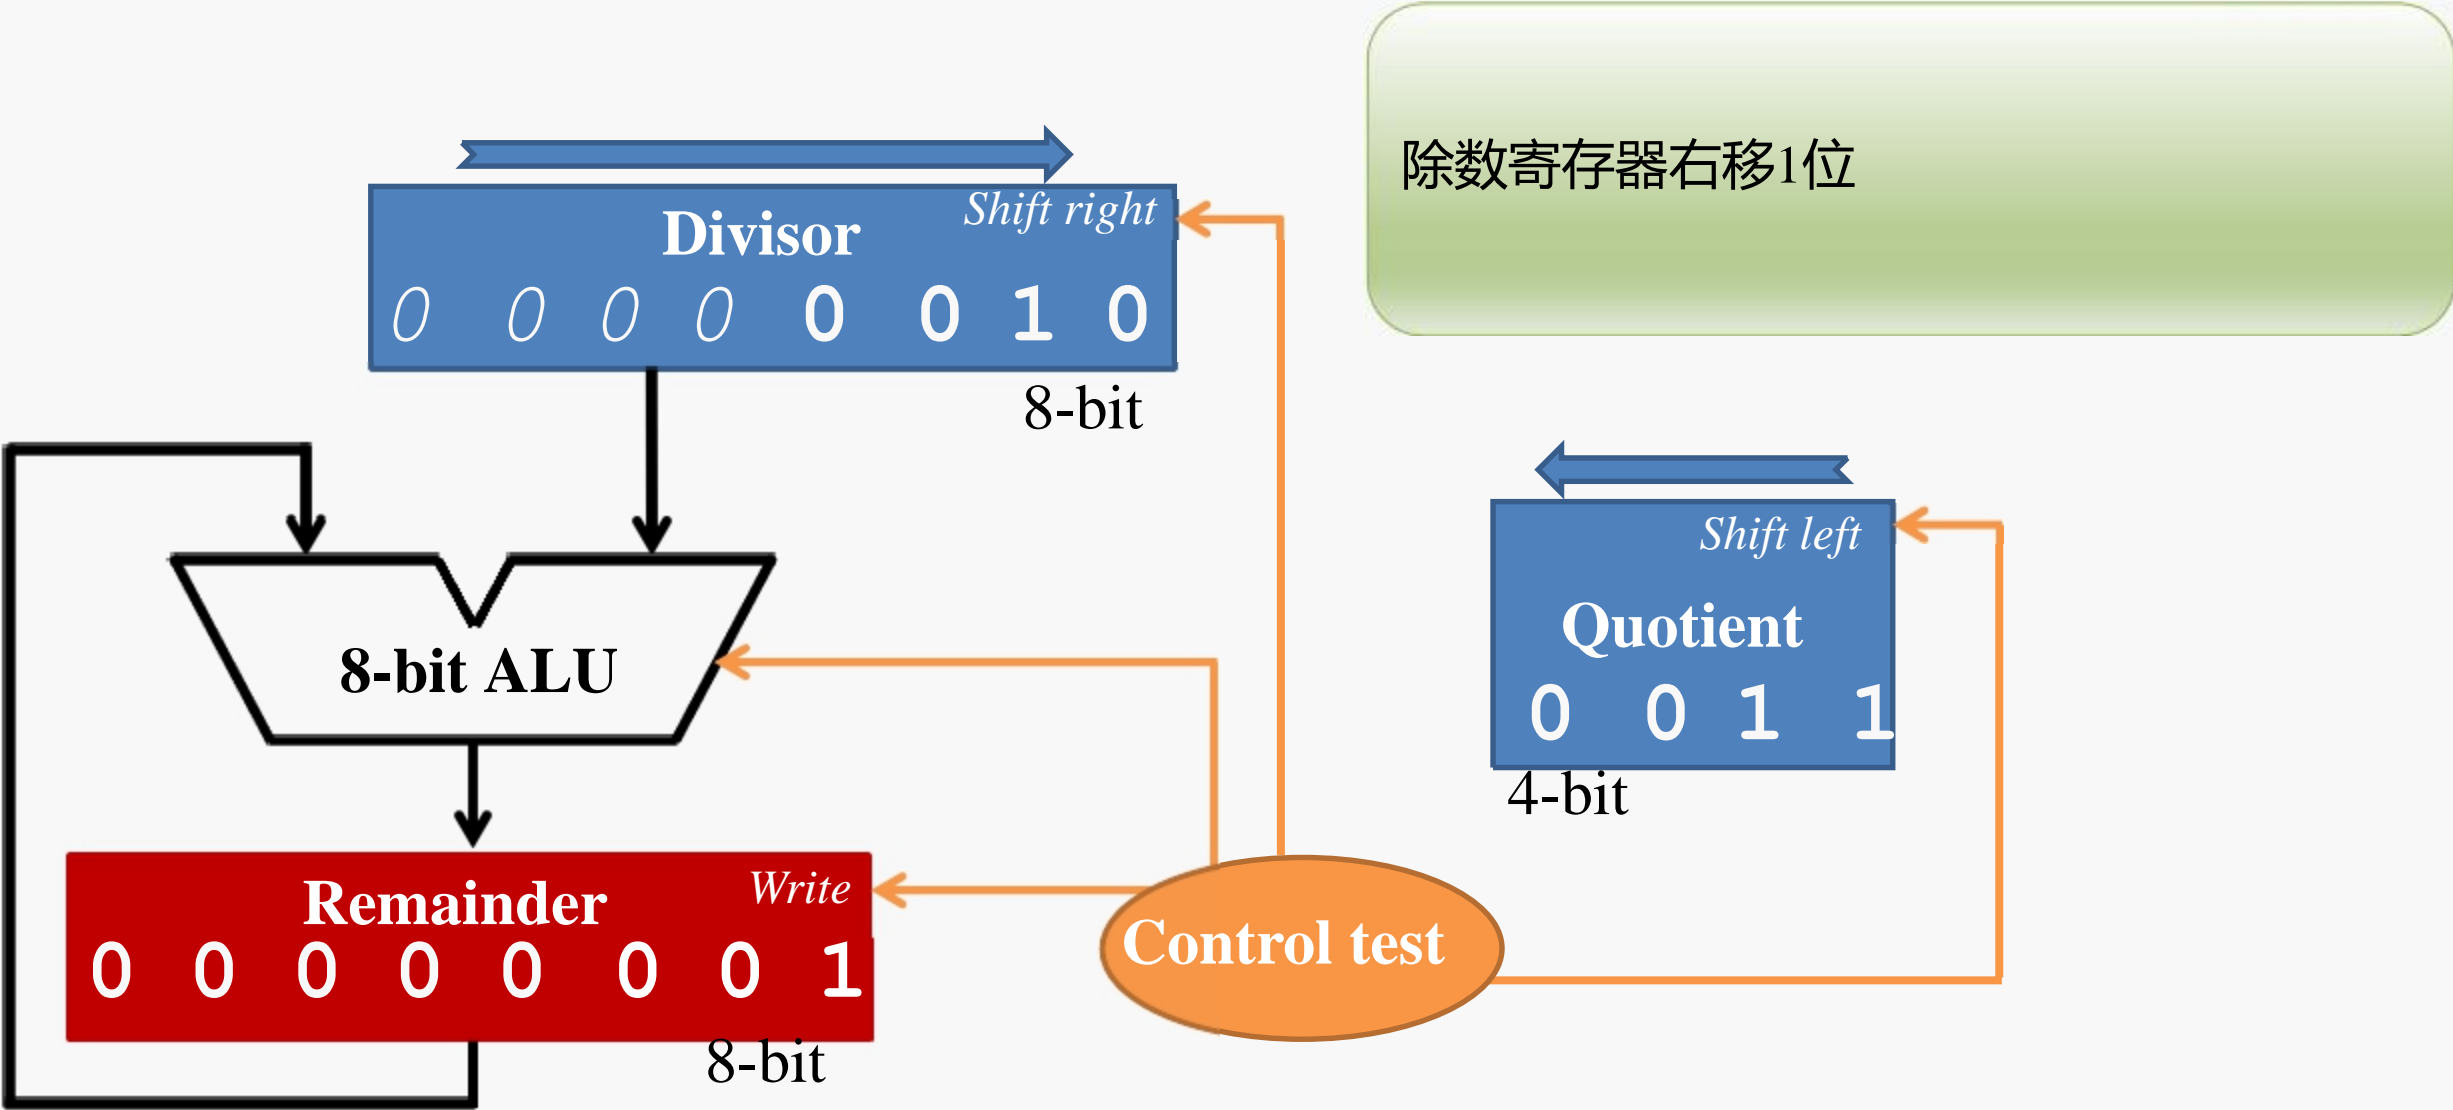 除数寄存器右移1位
Shift right
Divisor
0 0 0 0 0 0 1 0
8-bit
Shift left
Quotient
0 0 1 1
4-bit
8-bit ALU
Write
Remainder
0 0 0 0 0 0 0 1
8-bit
Control test